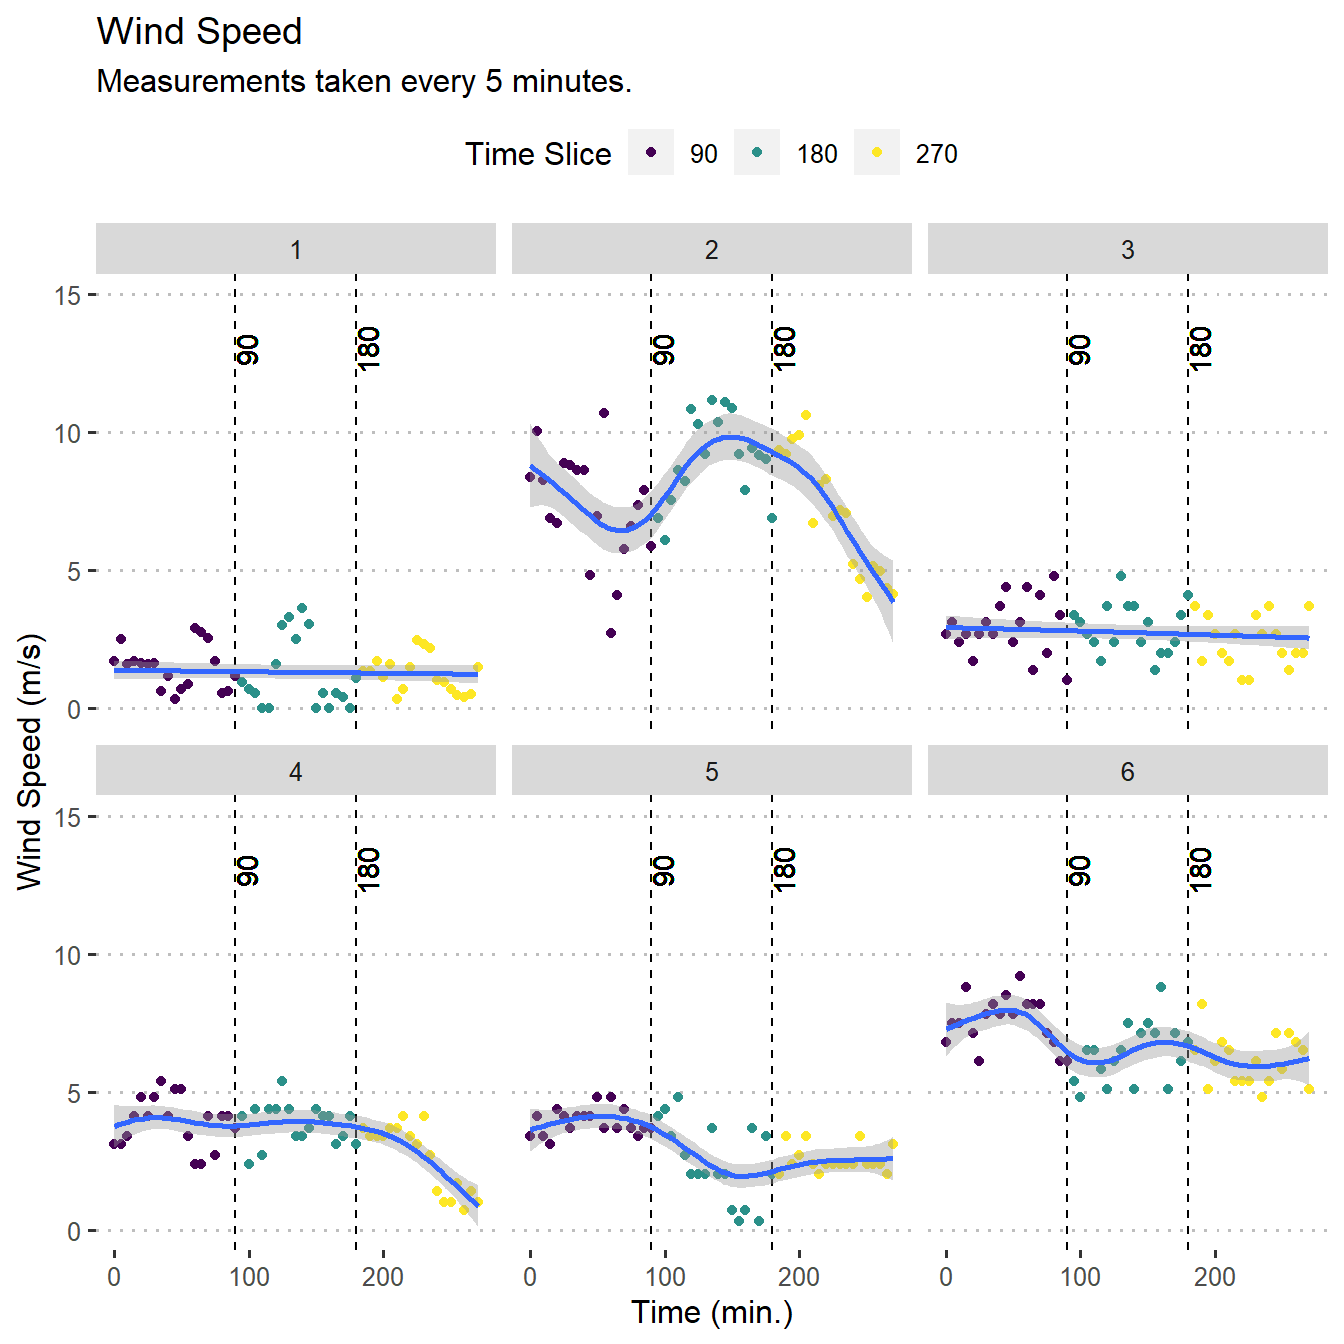 Wind Speed
Measurements taken every 5 minutes.
Time Slice 90 180 270
1 2 3
15
90 180 90 180 90 180
10
5
0
Wind Speed (m/s)
4 5 6
15
90 180 90 180 90 180
10
5
0
0 100 200 0 100 200 0 100 200
Time (min.)